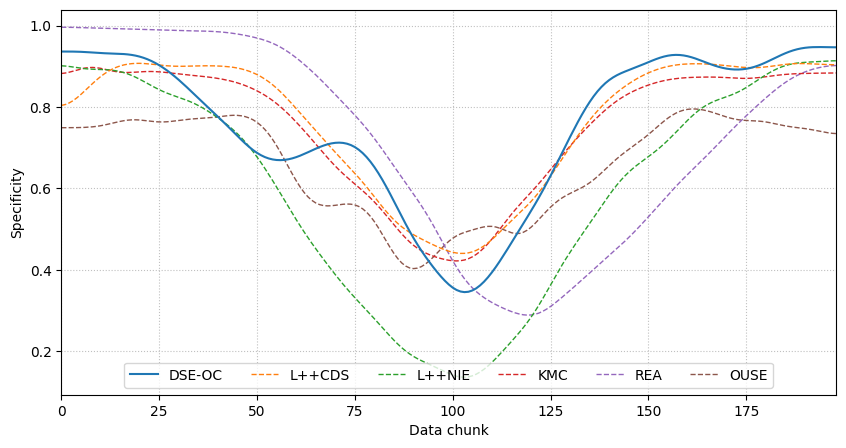 1.0
0.8
0.6
0.4
0.2
Specificity
DSE-OC L++CDS L++NIE KMC REA OUSE
0 25 50 75 100 125 150 175
Data chunk